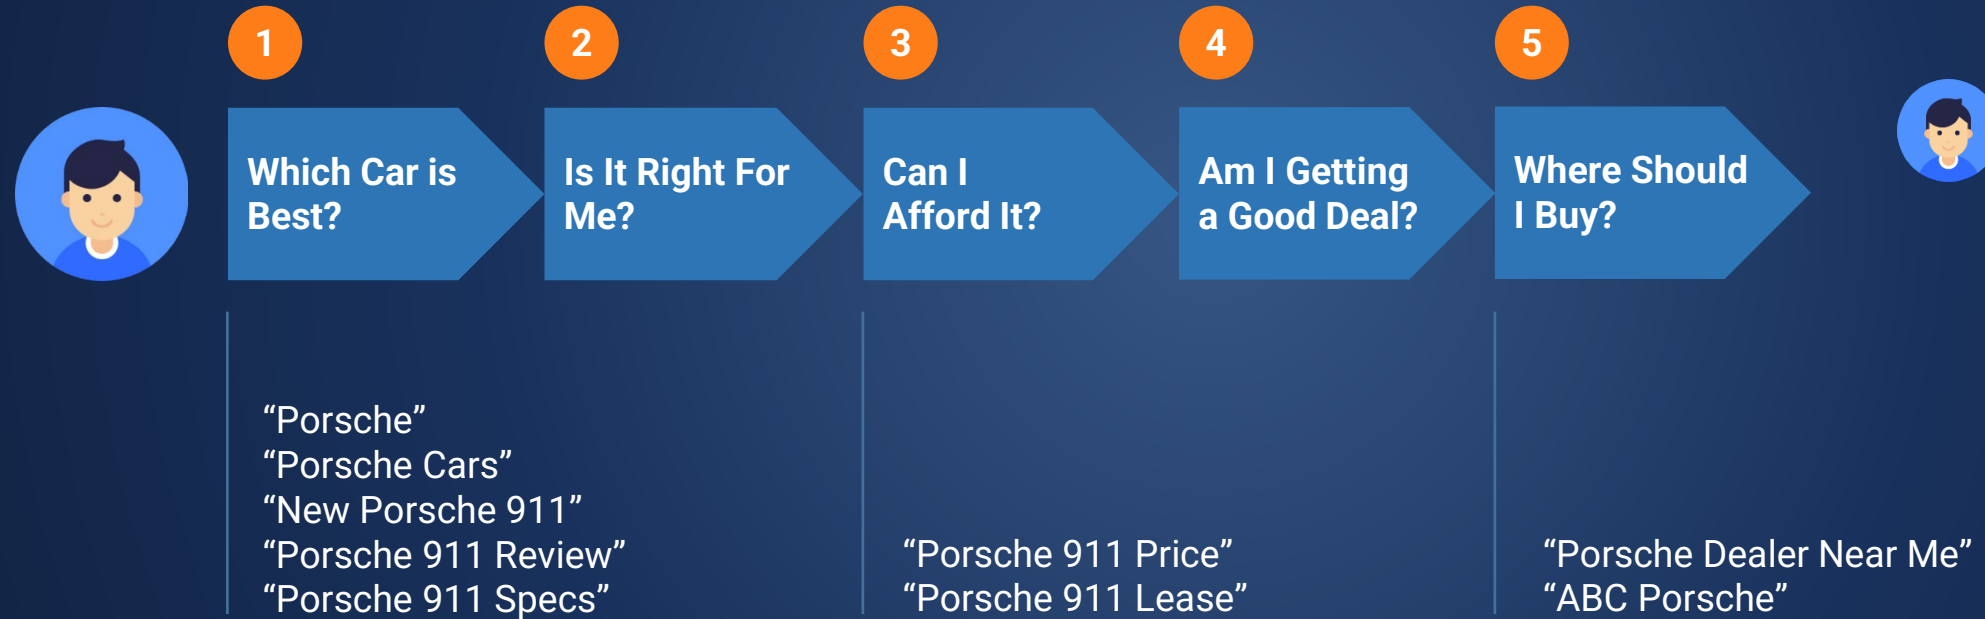 1
2
3
4
5
Which Car is
Best?
Is It Right For
Me?
Can I
Afford It?
Am I Getting
a Good Deal?
Where Should
I Buy?
“Porsche”
“Porsche Cars”
“New Porsche 911”
“Porsche 911 Review”
“Porsche 911 Specs”
“Porsche 911 Price”
“Porsche 911 Lease”
“Porsche Dealer Near Me”
“ABC Porsche”